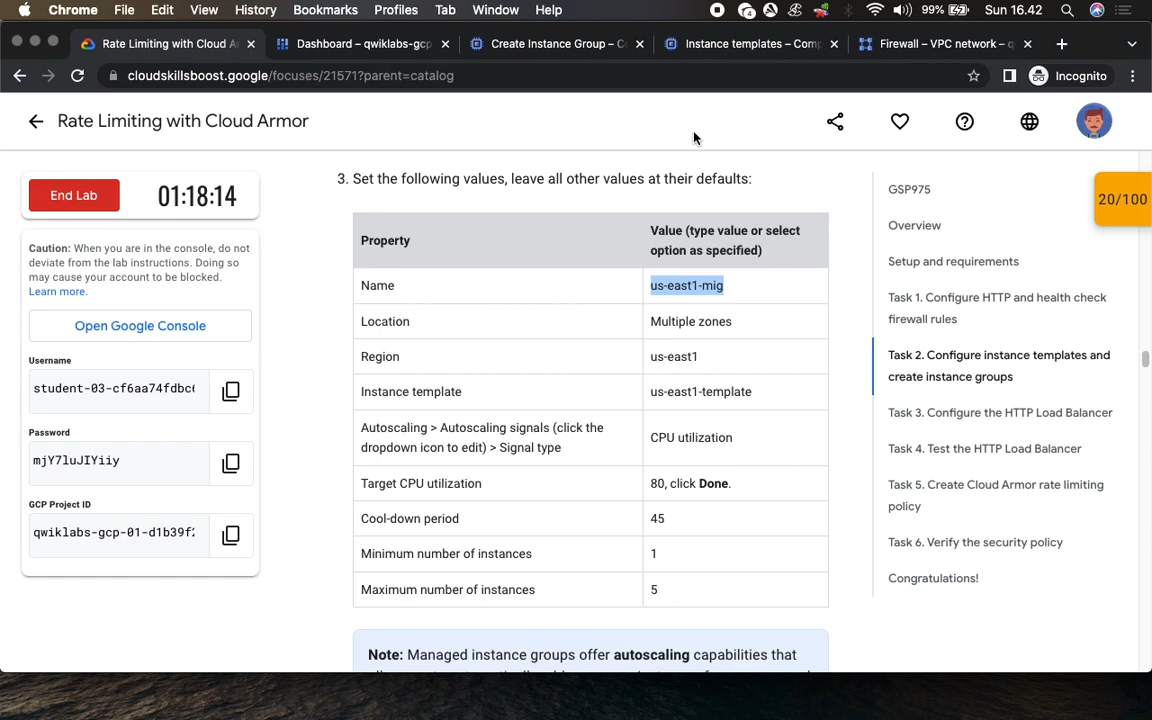 Chrome File Edit View History Bookmarks Profiles Tab Window Help 99% Sun 16.42
Rate Limiting with Cloud A Dashboard – qwiklabs-gcp Create Instance Group – C Instance templates – Comp Firewall – VPC network – q
cloudskillsboost.google/focuses/21571?parent=catalog Incognito
Rate Limiting with Cloud Armor
End Lab 01:18:14
Caution: When you are in the console, do not
deviate from the lab instructions. Doing so
may cause your account to be blocked.
Learn more.
Open Google Console
Username
student-03-cf6aa74fdbc
Password
mjY7luJIYiiy
GCP Project ID
qwiklabs-gcp-01-d1b39f
3. Set the following values, leave all other values at their defaults:
Property Value (type value or select
option as specified)
Name us-east1-mig
Location Multiple zones
Region us-east1
Instance template us-east1-template
Autoscaling > Autoscaling signals (click the
dropdown icon to edit) > Signal type CPU utilization
Target CPU utilization 80, click Done.
Cool-down period 45
Minimum number of instances 1
Maximum number of instances 5
Note: Managed instance groups offer autoscaling capabilities that
GSP975
20/100
Overview
Setup and requirements
Task 1. Configure HTTP and health check
firewall rules
Task 2. Configure instance templates and
create instance groups
Task 3. Configure the HTTP Load Balancer
Task 4. Test the HTTP Load Balancer
Task 5. Create Cloud Armor rate limiting
policy
Task 6. Verify the security policy
Congratulations!